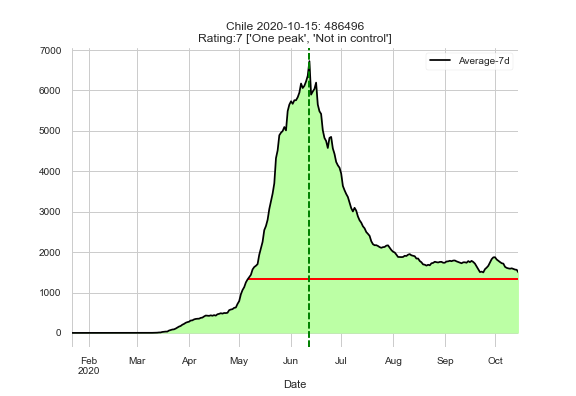 Chile 2020-10-15: 486496
Rating:7 ['One peak', 'Not in control']
Average-7d
7000
6000
5000
4000
3000
2000
1000
0
Feb Mar Apr May Jun Jul Aug Sep Oct
2020
Date